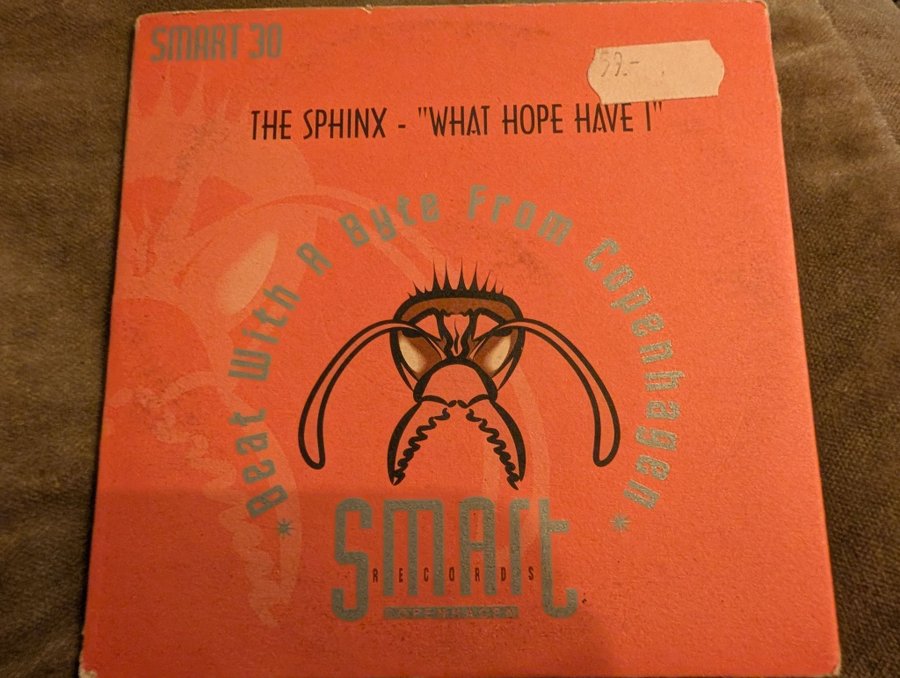 SMART 30
59.-
THE SPHINX - "WHAT HOPE HAVE I"
* Beat With A Byte From Copenhagen *
SMART
RECORDS
COPENHAGEN